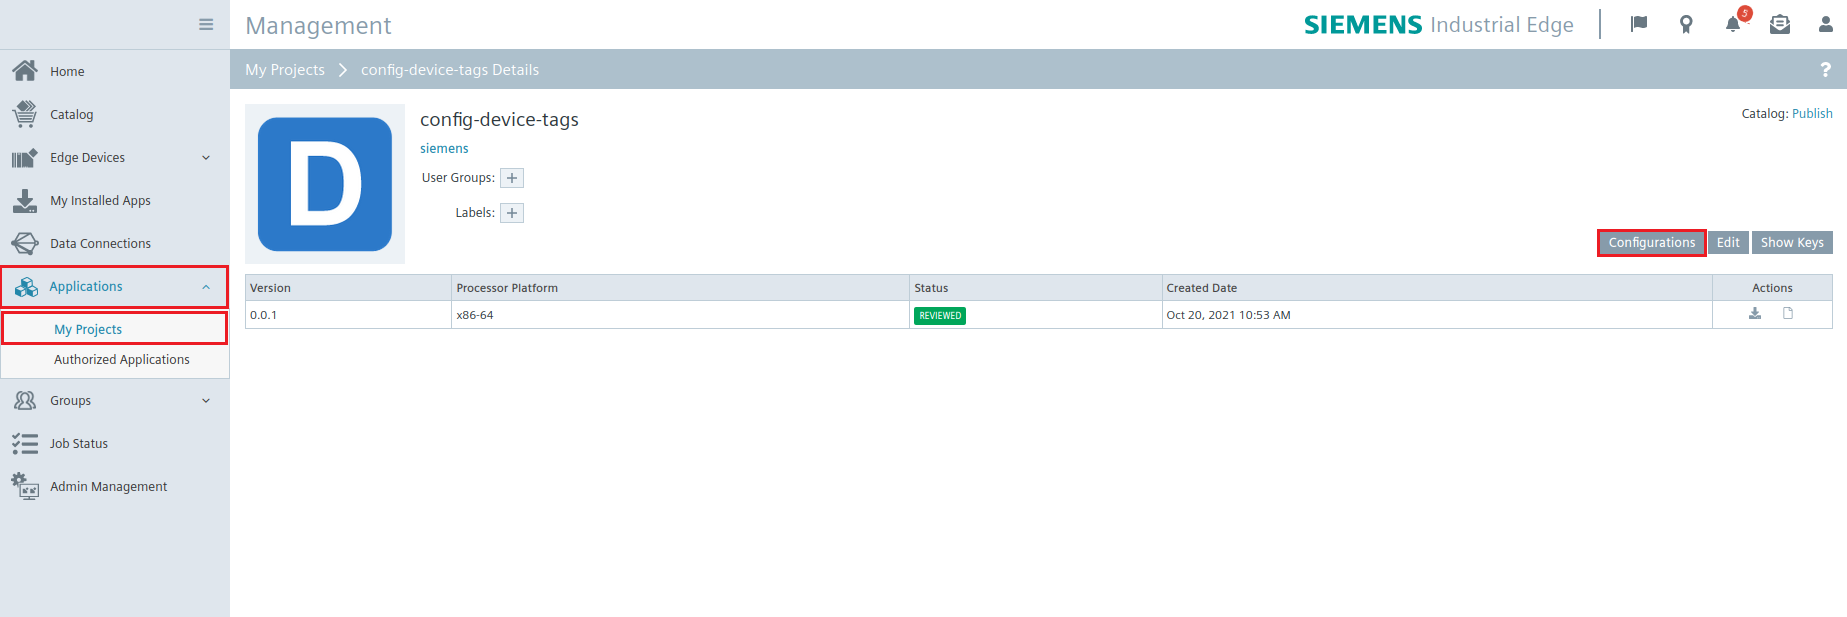 Management
SIEMENS Industrial Edge
5
Home
Catalog
Edge Devices
My Installed Apps
Data Connections
Applications
My Projects
Authorized Applications
Groups
Job Status
Admin Management
My Projects > config-device-tags Details
?
D
config-device-tags
siemens
User Groups: +
Labels: +
Catalog: Publish
Configurations Edit Show Keys
Version Processor Platform Status Created Date Actions
0.0.1 x86-64 REVIEWED Oct 20, 2021 10:53 AM